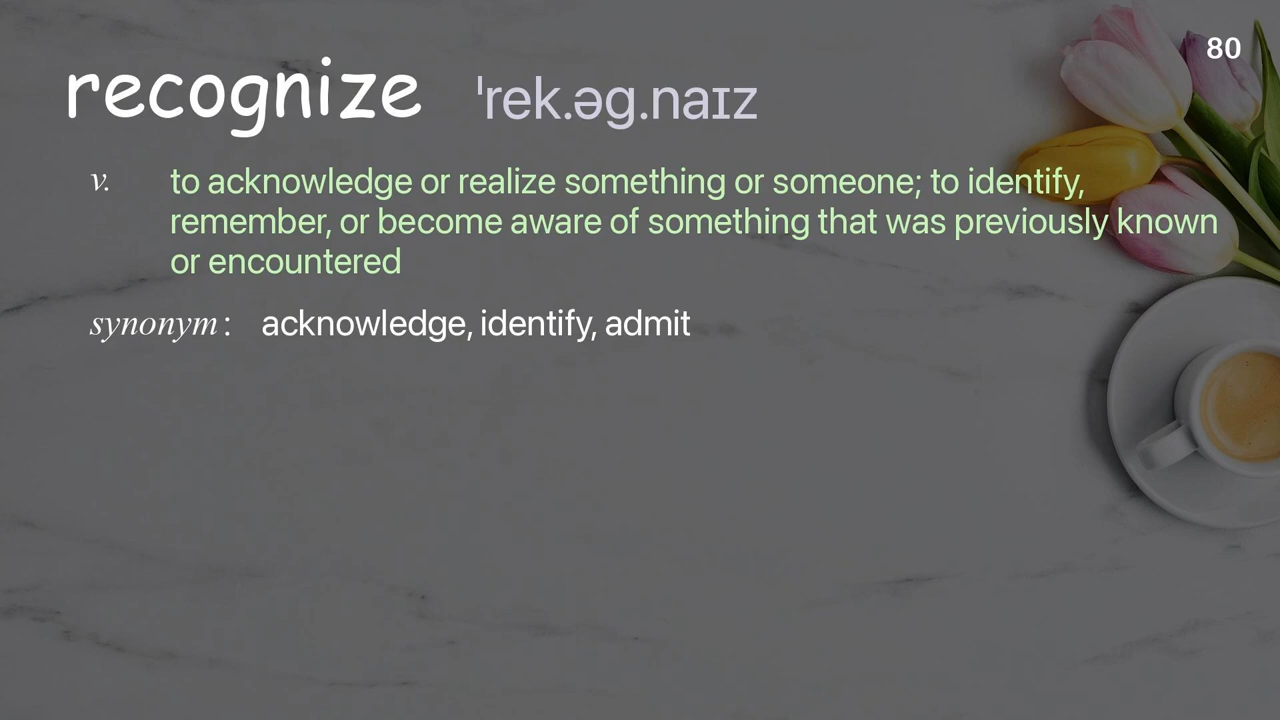 80
recognize ˈrek.əg.naɪz
v. to acknowledge or realize something or someone; to identify,
remember, or become aware of something that was previously known
or encountered
synonym: acknowledge, identify, admit